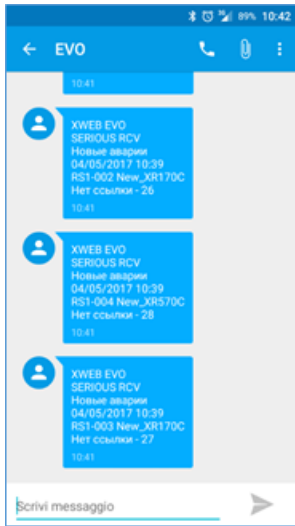 89% 10:42
EVO
10:41
XWEB EVO
SERIOUS RCV
Новые аварии
04/05/2017 10:39
RS1-002 New_XR170C
Нет ссылки - 26
10:41
XWEB EVO
SERIOUS RCV
Новые аварии
04/05/2017 10:39
RS1-004 New_XR570C
Нет ссылки - 28
10:41
XWEB EVO
SERIOUS RCV
Новые аварии
04/05/2017 10:39
RS1-003 New_XR170C
Нет ссылки - 27
10:41
Scrivi messaggio